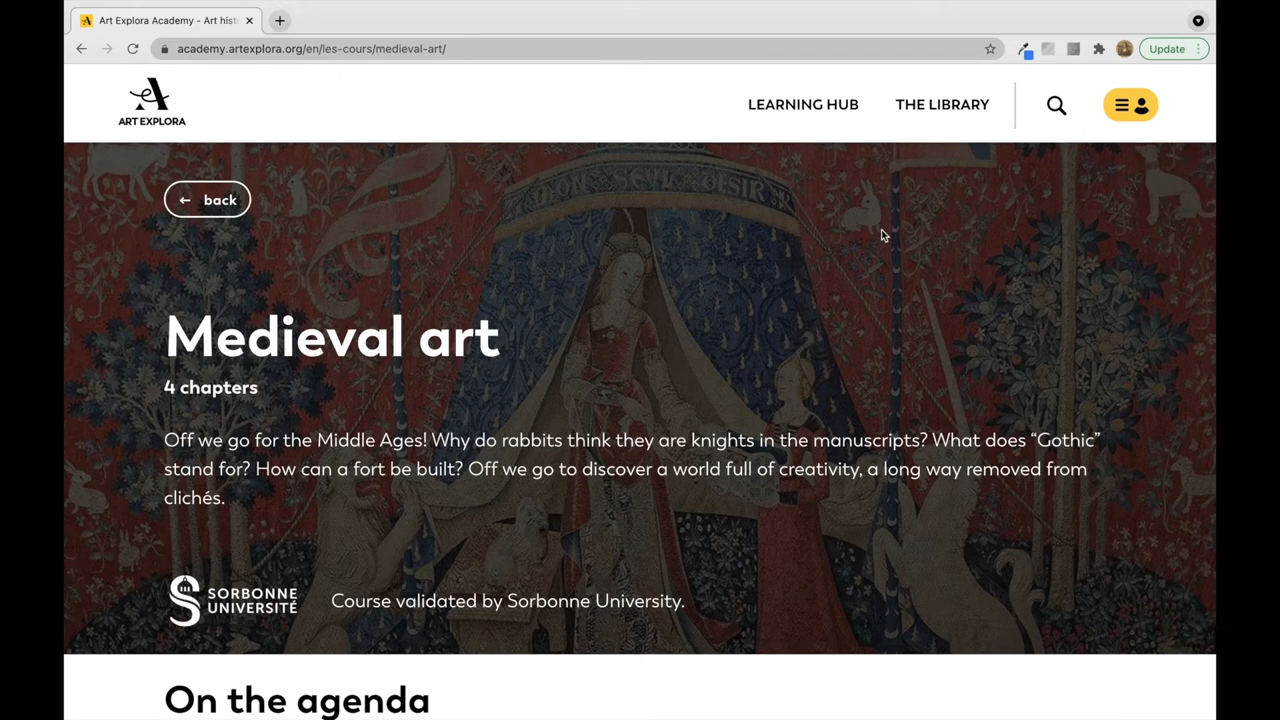 Art Explora Academy - Art hist
academy.artexplora.org/en/les-cours/medieval-art/
Update
ART EXPLORA
LEARNING HUB
THE LIBRARY
back
MON SEUL DESIR
Medieval art
4 chapters
Off we go for the Middle Ages! Why do rabbits think they are knights in the manuscripts? What does “Gothic”
stand for? How can a fort be built? Off we go to discover a world full of creativity, a long way removed from
clichés.
SORBONNE
UNIVERSITÉ
Course validated by Sorbonne University.
On the agenda